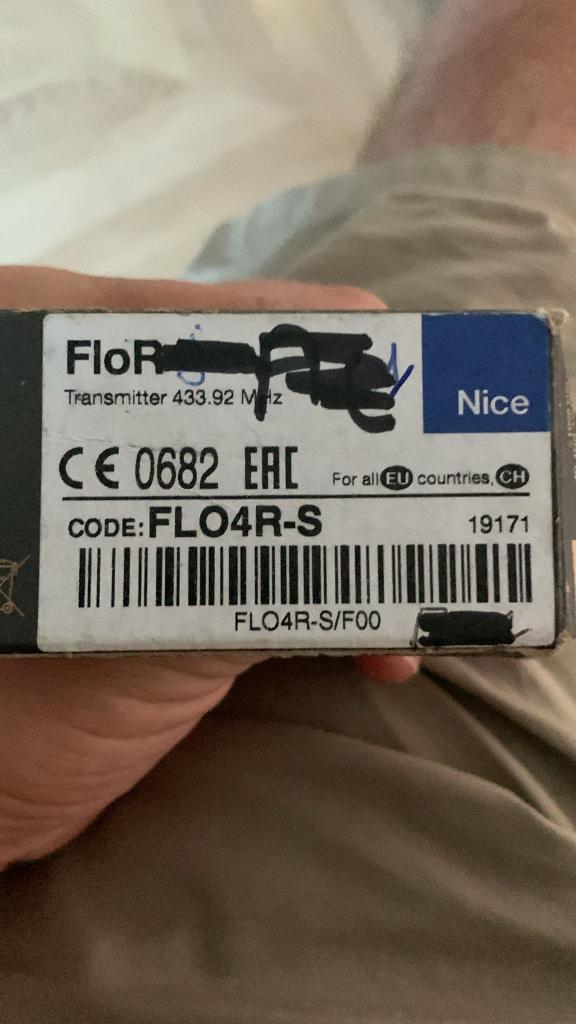 FloR
Transmitter 433.92 MHz
Nice
CE 0682 EAC
For all EU countries, CH
CODE: FLO4R-S
19171
FLO4R-S/F00